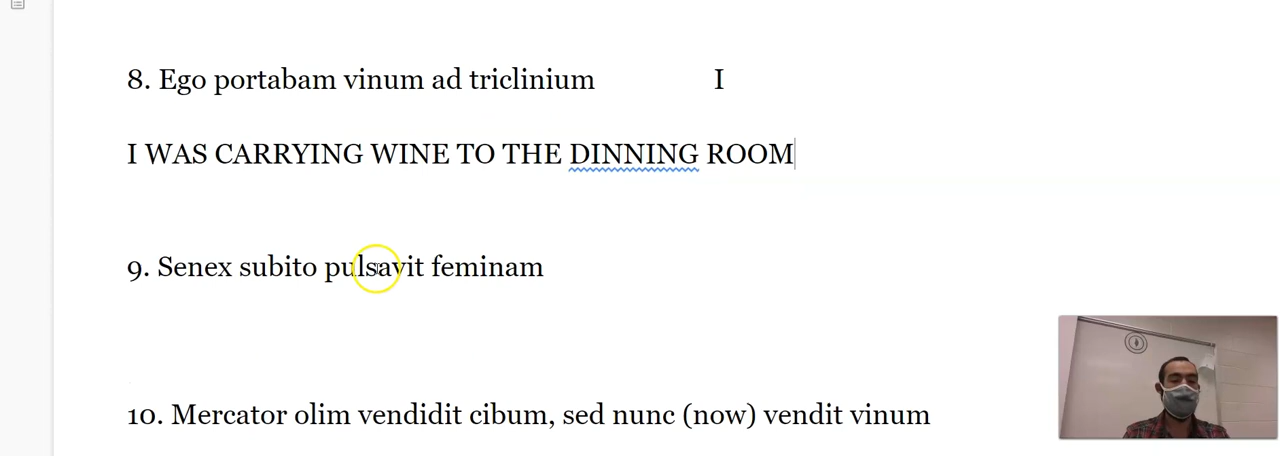 8. Ego portabam vinum ad triclinium
I WAS CARRYING WINE TO THE DINNING ROOM
9. Senex subito pulsavit feminam
10. Mercator olim vendidit cibum, sed nunc (now) vendit vinum